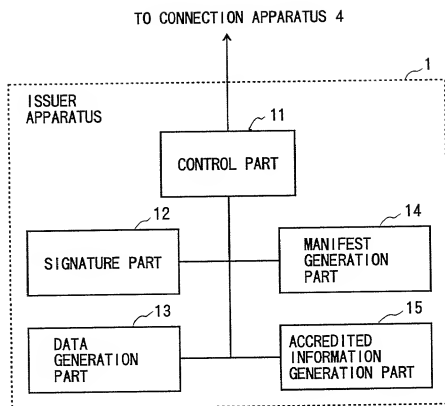 TO CONNECTION APPARATUS 4
1
ISSUER
APPARATUS
11
CONTROL PART
12
SIGNATURE PART
14
MANIFEST
GENERATION
PART
13
DATA
GENERATION
PART
15
ACCREDITED
INFORMATION
GENERATION PART